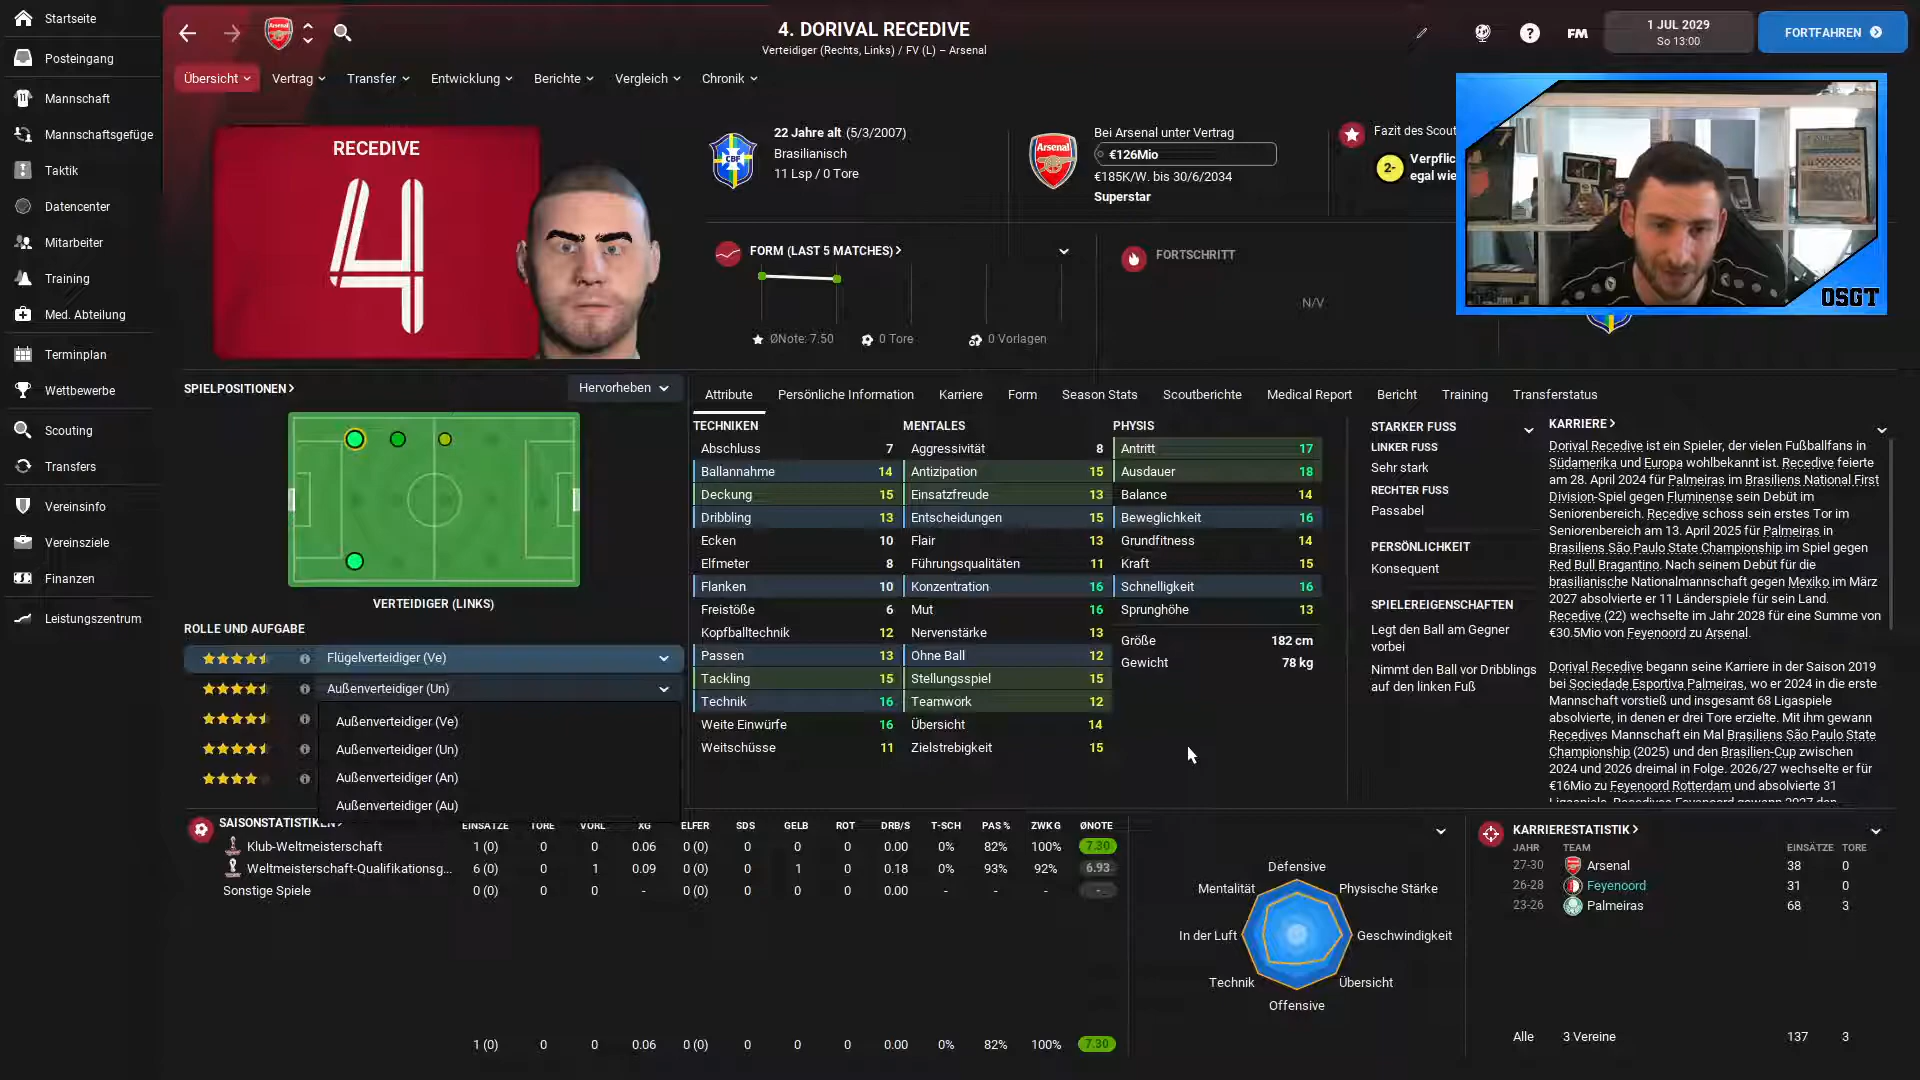 Startseite
Posteingang
Mannschaft
Mannschaftsgefüge
Taktik
Datencenter
Mitarbeiter
Training
Med. Abteilung
Terminplan
Wettbewerbe
Scouting
Transfers
Vereinsinfo
Vereinsziele
Finanzen
Leistungszentrum
4. DORIVAL RECEDIVE
Verteidiger (Rechts, Links) / FV (L) – Arsenal
FM
1 JUL 2029
So 13:00
FORTFAHREN
Übersicht
Vertrag
Transfer
Entwicklung
Berichte
Vergleich
Chronik
RECEDIVE
4
CBF
22 Jahre alt (5/3/2007)
Brasilianisch
11 Lsp / 0 Tore
Arsenal
Bei Arsenal unter Vertrag
€126Mio
€185K/W. bis 30/6/2034
Superstar
Fazit des Scout
2-
Verpflic
egal wie
OSGT
FORM (LAST 5 MATCHES)
ØNote: 7.50
0 Tore
0 Vorlagen
FORTSCHRITT
N/V
SPIELPOSITIONEN
Hervorheben
VERTEIDIGER (LINKS)
ROLLE UND AUFGABE
Flügelverteidiger (Ve)
Außenverteidiger (Un)
Außenverteidiger (Ve)
Außenverteidiger (Un)
Außenverteidiger (An)
Außenverteidiger (Au)
Attribute
Persönliche Information
Karriere
Form
Season Stats
Scoutberichte
Medical Report
Bericht
Training
Transferstatus
TECHNIKEN
Abschluss 7
Ballannahme 14
Deckung 15
Dribbling 13
Ecken 10
Elfmeter 8
Flanken 10
Freistöße 6
Kopfballtechnik 12
Passen 13
Tackling 15
Technik 16
Weite Einwürfe 16
Weitschüsse 11
MENTALES
Aggressivität 8
Antizipation 15
Einsatzfreude 13
Entscheidungen 15
Flair 13
Führungsqualitäten 11
Konzentration 16
Mut 16
Nervenstärke 13
Ohne Ball 12
Stellungsspiel 15
Teamwork 12
Übersicht 14
Zielstrebigkeit 15
PHYSIS
Antritt 17
Ausdauer 18
Balance 14
Beweglichkeit 16
Grundfitness 14
Kraft 15
Schnelligkeit 16
Sprunghöhe 13
Größe 182 cm
Gewicht 78 kg
STARKER FUSS
LINKER FUSS
Sehr stark
RECHTER FUSS
Passabel
PERSÖNLICHKEIT
Konsequent
SPIELEREIGENSCHAFTEN
Legt den Ball am Gegner
vorbei
Nimmt den Ball vor Dribblings
auf den linken Fuß
KARRIERE
Dorival Recedive ist ein Spieler, der vielen Fußballfans in
Südamerika und Europa wohlbekannt ist. Recedive feierte
am 28. April 2024 für Palmeiras im Brasiliens National First
Division-Spiel gegen Fluminense sein Debüt im
Seniorenbereich. Recedive schoss sein erstes Tor im
Seniorenbereich am 13. April 2025 für Palmeiras in
Brasiliens São Paulo State Championship im Spiel gegen
Red Bull Bragantino. Nach seinem Debüt für die
brasilianische Nationalmannschaft gegen Mexiko im März
2027 absolvierte er 11 Länderspiele für sein Land.
Recedive (22) wechselte im Jahr 2028 für eine Summe von
€30.5Mio von Feyenoord zu Arsenal.
Dorival Recedive begann seine Karriere in der Saison 2019
bei Sociedade Esportiva Palmeiras, wo er 2024 in die erste
Mannschaft vorstieß und insgesamt 68 Ligaspiele
absolvierte, in denen er drei Tore erzielte. Mit ihm gewann
Recedives Mannschaft ein Mal Brasiliens São Paulo State
Championship (2025) und den Brasilien-Cup zwischen
2024 und 2026 dreimal in Folge. 2026/27 wechselte er für
€16Mio zu Feyenoord Rotterdam und absolvierte 31
Ligaspiele. Recedives Feyenoord gewann 2027 den
SAISONSTATISTIKEN
EINSÄTZE TORE VORL XG ELFER SDS GELB ROT DRB/S T-SCH PAS % ZWK G ØNOTE
Klub-Weltmeisterschaft 1 (0) 0 0 0.06 0 (0) 0 0 0 0.00 0% 82% 100% 7.30
Weltmeisterschaft-Qualifikationsg... 6 (0) 0 1 0.09 0 (0) 0 1 0 0.18 0% 93% 92% 6.93
Sonstige Spiele 0 (0) 0 0 - 0 (0) 0 0 0 0.00 - - - -
1 (0) 0 0 0.06 0 (0) 0 0 0 0.00 0% 82% 100% 7.30
Defensive
Mentalität
Physische Stärke
In der Luft
Geschwindigkeit
Technik
Übersicht
Offensive
KARRIERESTATISTIK
JAHR TEAM EINSÄTZE TORE
27-30 Arsenal 38 0
26-28 Feyenoord 31 0
23-26 Palmeiras 68 3
Alle 3 Vereine 137 3